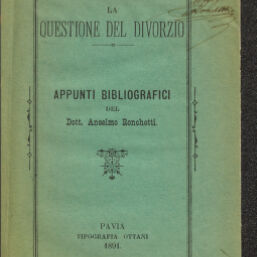 LA
QUESTIONE DEL DIVORZIO
APPUNTI BIBLIOGRAFICI
DEL
Dott. Anselmo Ronchetti.
PAVIA
TIPOGRAFIA OTTANI
1891.